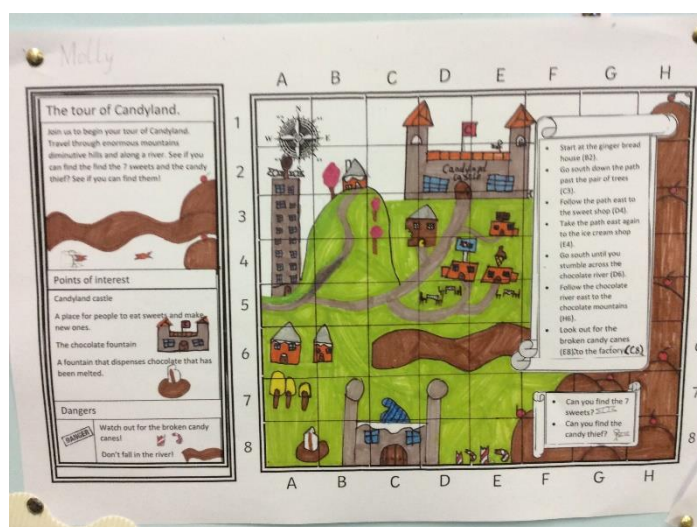 Molly
The tour of Candyland.
Join us to begin your tour of Candyland.
Travel through enormous mountains
diminutive hills and along a river. See if you
can find the find the ? sweets and the candy
thief? See if you can find them!
Points of interest
Candyland castle
A place for people to eat sweets and make
new ones.
The chocolate fountain
A fountain that dispenses chocolate that has
been melted.
Dangers
DANGER
Watch out for the broken candy
canes!
Don't fall in the river!
A B C D E F G H
1
2
3
4
5
6
7
8
N
W E
S
Candyland
castle
Start at the ginger bread
house (B2).
Go south down the path
past the pair of trees
(C3).
Follow the path east to
the sweet shop (D4).
Take the path east again
to the ice cream shop
(E4).
Go south until you
stumble across the
chocolate river (D6).
Follow the chocolate
river east to the
chocolate mountains
(H6).
Look out for the
broken candy canes
(E8) to the factory (C8)
Can you find the ?
sweets?
Can you find the
candy thief?
7
8
A B C D E F G H